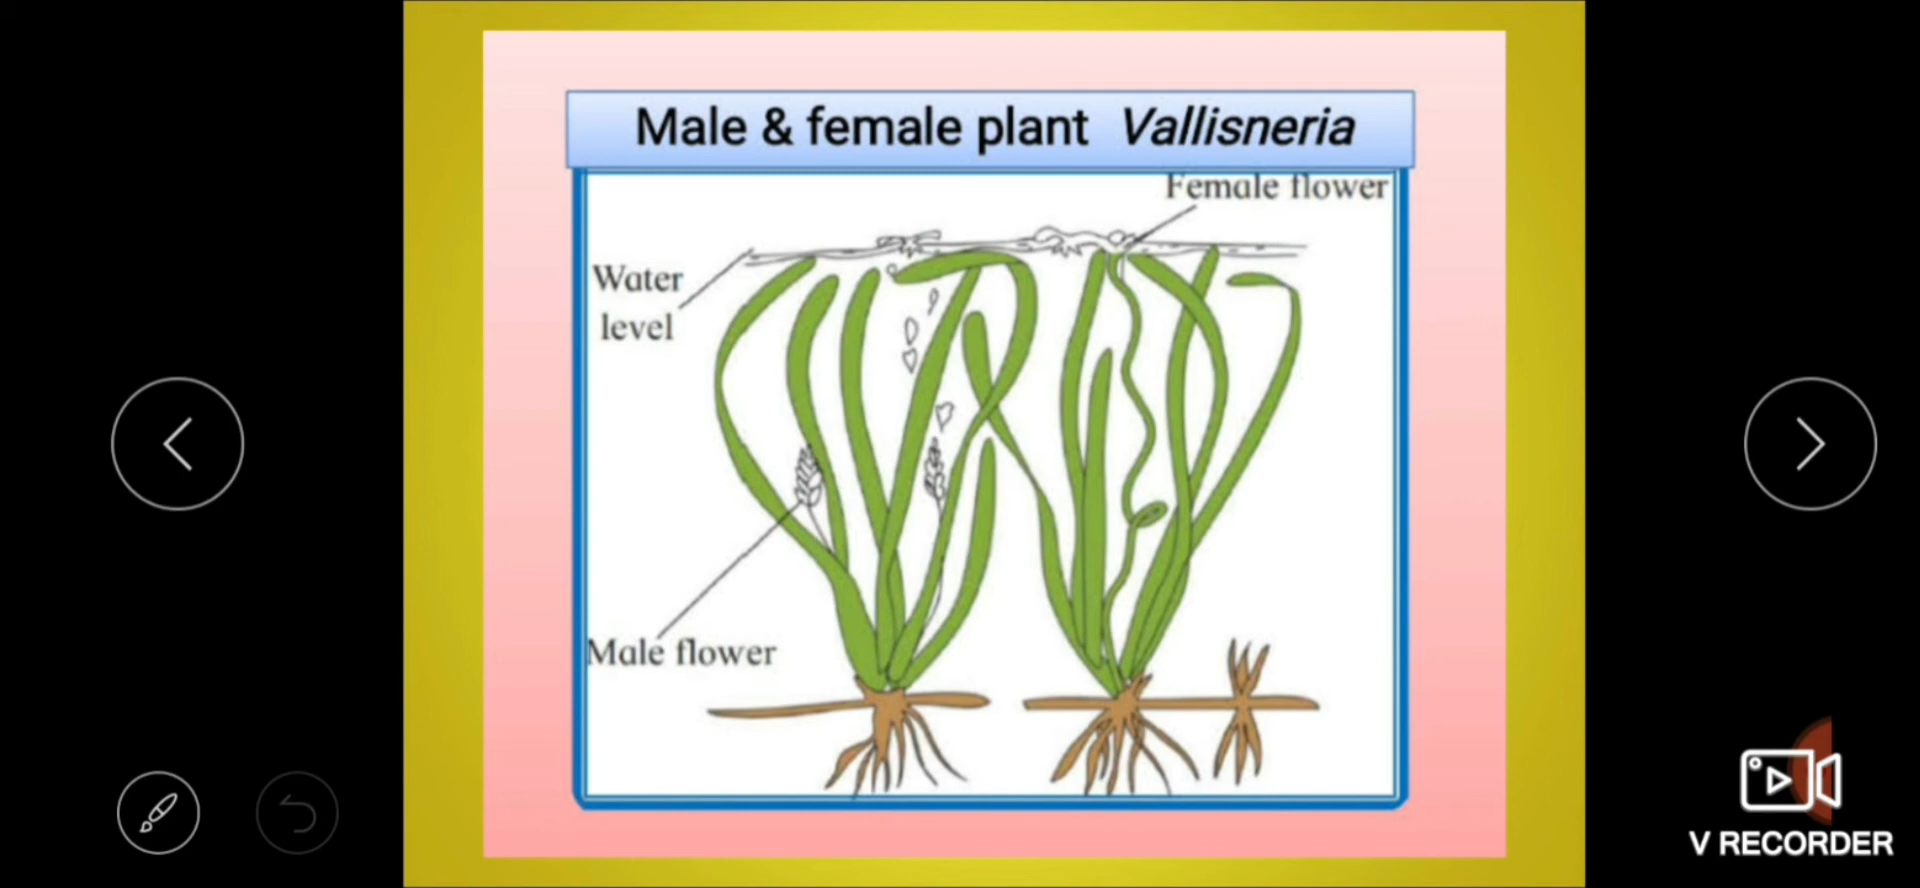 Male & female plant Vallisneria
Female flower
Water
level
Male flower
V RECORDER